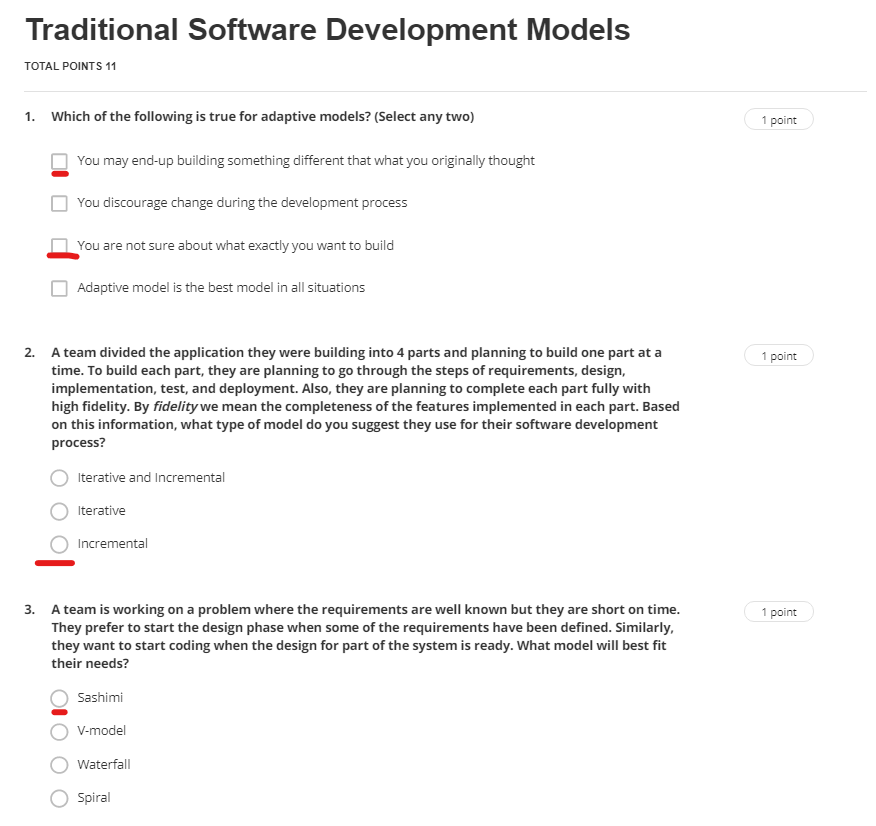 Traditional Software Development Models
TOTAL POINTS 11
1. Which of the following is true for adaptive models? (Select any two)
1 point
You may end-up building something different that what you originally thought
You discourage change during the development process
You are not sure about what exactly you want to build
Adaptive model is the best model in all situations
2. A team divided the application they were building into 4 parts and planning to build one part at a
1 point
time. To build each part, they are planning to go through the steps of requirements, design,
implementation, test, and deployment. Also, they are planning to complete each part fully with
high fidelity. By fidelity we mean the completeness of the features implemented in each part. Based
on this information, what type of model do you suggest they use for their software development
process?
Iterative and Incremental
Iterative
Incremental
3. A team is working on a problem where the requirements are well known but they are short on time.
1 point
They prefer to start the design phase when some of the requirements have been defined. Similarly,
they want to start coding when the design for part of the system is ready. What model will best fit
their needs?
Sashimi
V-model
Waterfall
Spiral